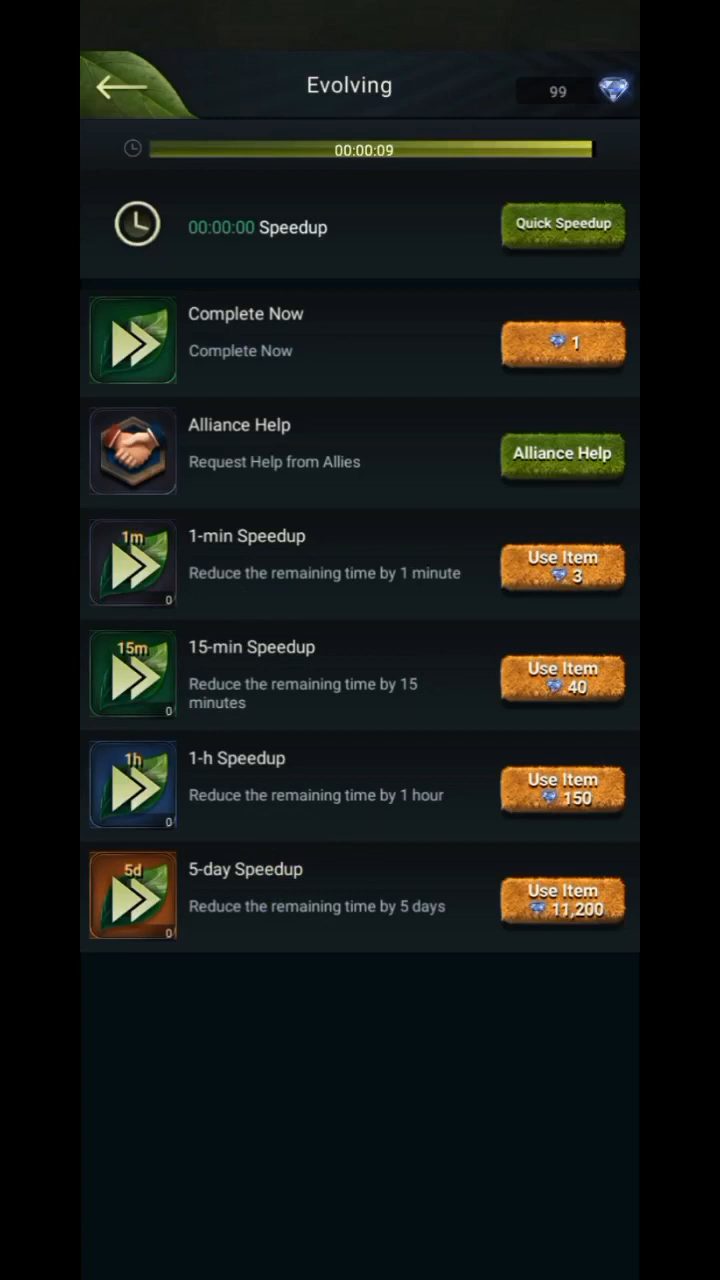 Evolving
99
00:00:09
00:00:00 Speedup
Quick Speedup
Complete Now
Complete Now
1
Alliance Help
Request Help from Allies
Alliance Help
1m
0
1-min Speedup
Reduce the remaining time by 1 minute
Use Item
3
15m
0
15-min Speedup
Reduce the remaining time by 15
minutes
Use Item
40
1h
0
1-h Speedup
Reduce the remaining time by 1 hour
Use Item
150
5d
0
5-day Speedup
Reduce the remaining time by 5 days
Use Item
11,200